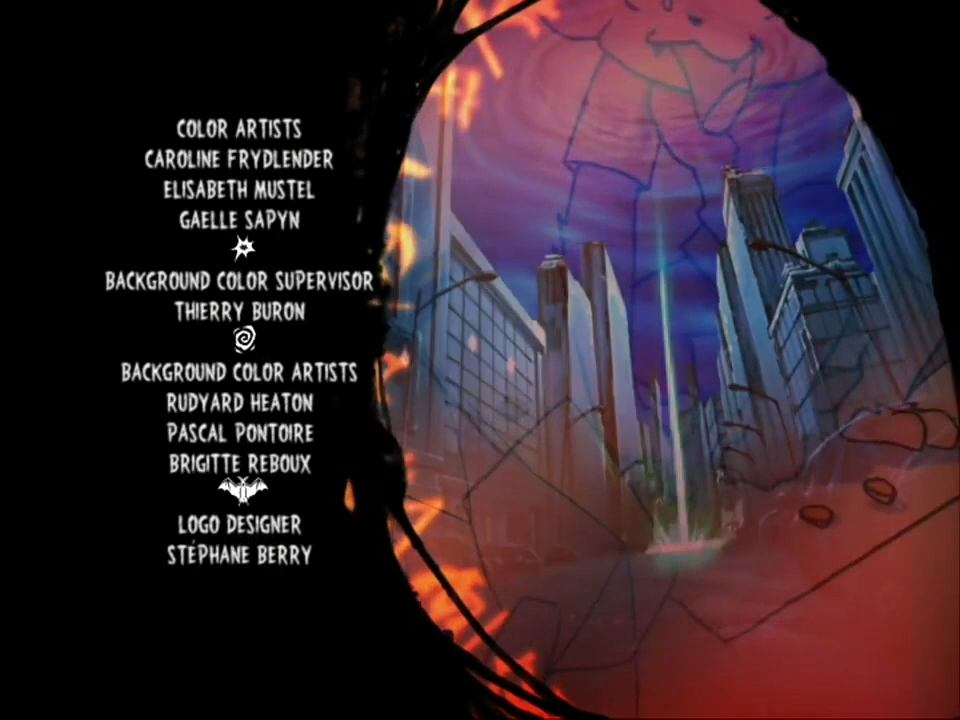 COLOR ARTISTS
CAROLINE FRYDLENDER
ELISABETH MUSTEL
GAELLE SAPYN
BACKGROUND COLOR SUPERVISOR
THIERRY BURON
BACKGROUND COLOR ARTISTS
RUDYARD HEATON
PASCAL PONTOIRE
BRIGITTE REBOUX
LOGO DESIGNER
STÉPHANE BERRY